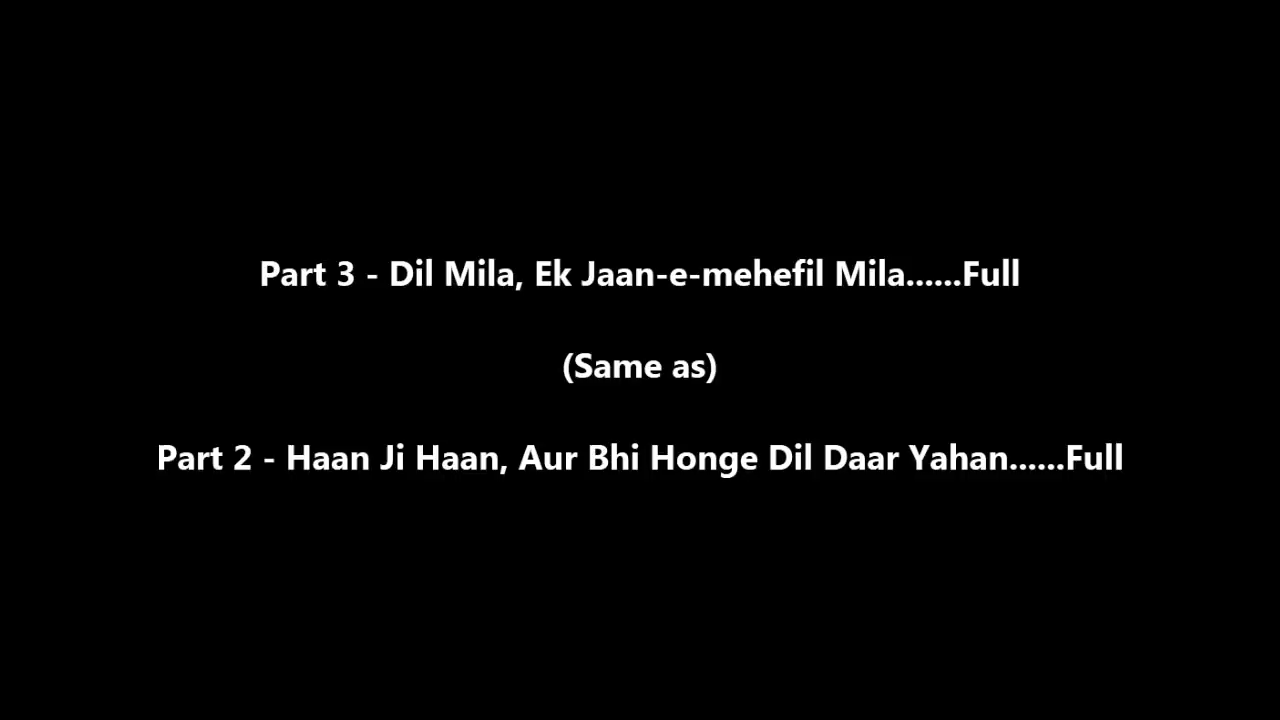 Part 3 - Dil Mila, Ek Jaan-e-mehefil Mila......Full
(Same as)
Part 2 - Haan Ji Haan, Aur Bhi Honge Dil Daar Yahan......Full